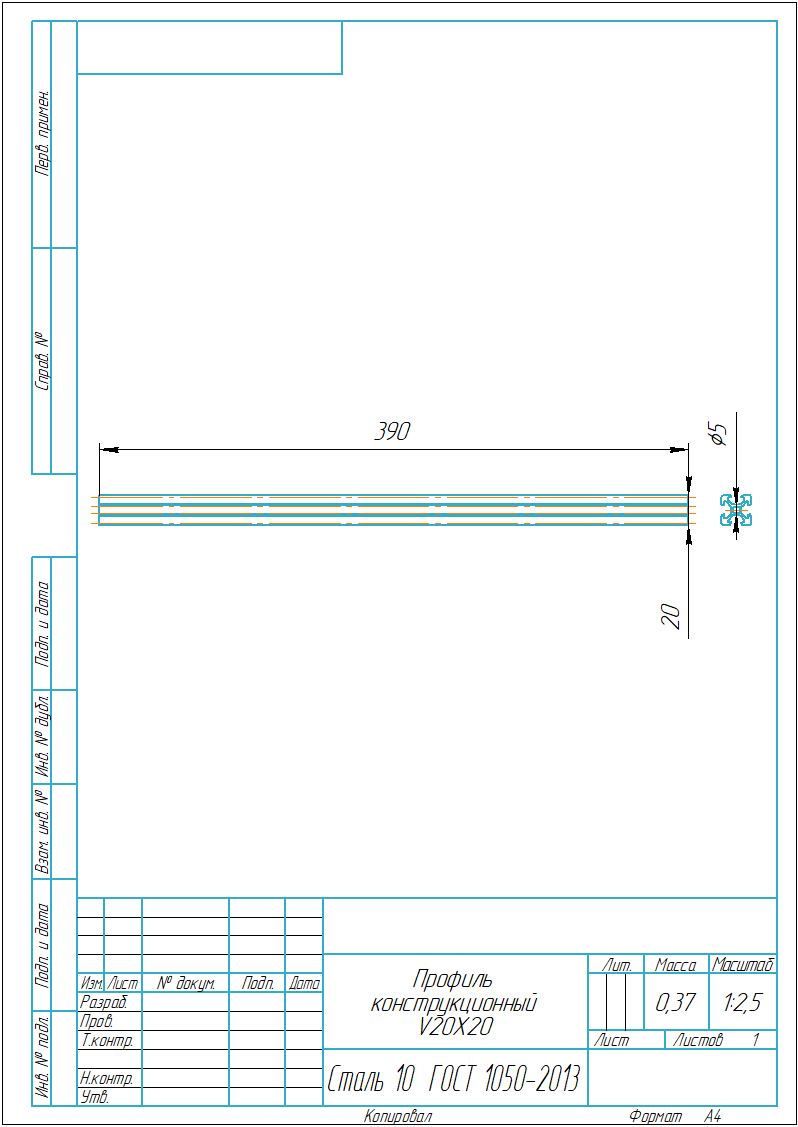 Перв. примен.
Справ. №
390
⌀5
20
Подп. и дата
Инв. № дубл.
Взам. инв. №
Подп. и дата
Инв. № подл.
Изм. Лист № докум. Подп. Дата
Разраб.
Пров.
Т.контр.
Н.контр.
Утв.
Профиль
конструкционный
V20X20
Сталь 10 ГОСТ 1050-2013
Лит. Масса Масштаб
0,37 1:2,5
Лист Листов 1
Копировал Формат А4